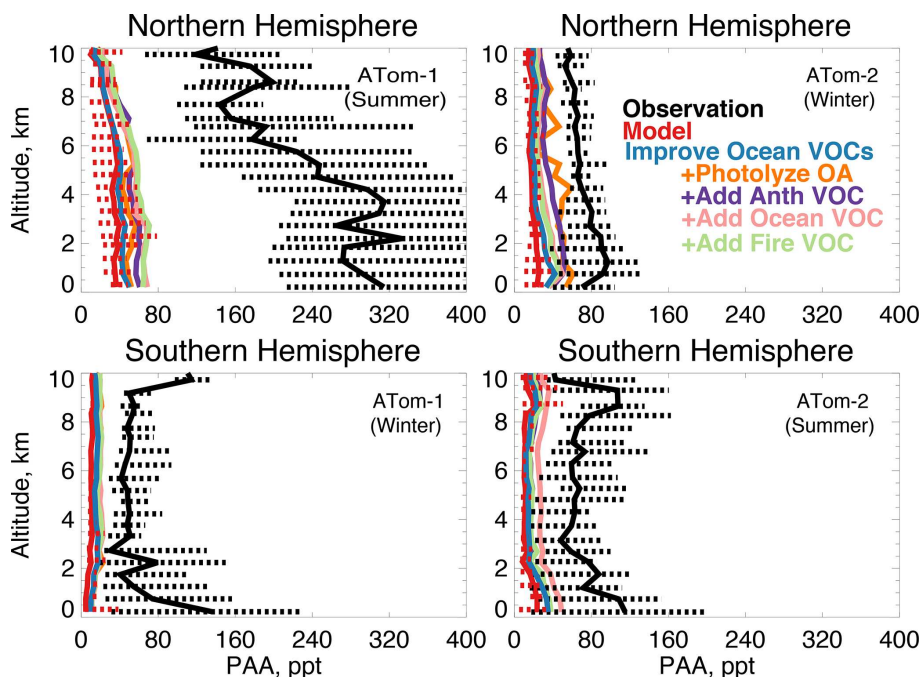 Northern Hemisphere
Northern Hemisphere
10
8
6
4
2
0
Altitude, km
ATom-1
(Summer)
0
80
160
240
320
400
10
8
6
4
2
0
ATom-2
(Winter)
Observation
Model
Improve Ocean VOCs
+Photolyze OA
+Add Anth VOC
+Add Ocean VOC
+Add Fire VOC
0
80
160
240
320
400
Southern Hemisphere
Southern Hemisphere
10
8
6
4
2
0
Altitude, km
ATom-1
(Winter)
0
80
160
240
320
400
PAA, ppt
10
8
6
4
2
0
ATom-2
(Summer)
0
80
160
240
320
400
PAA, ppt